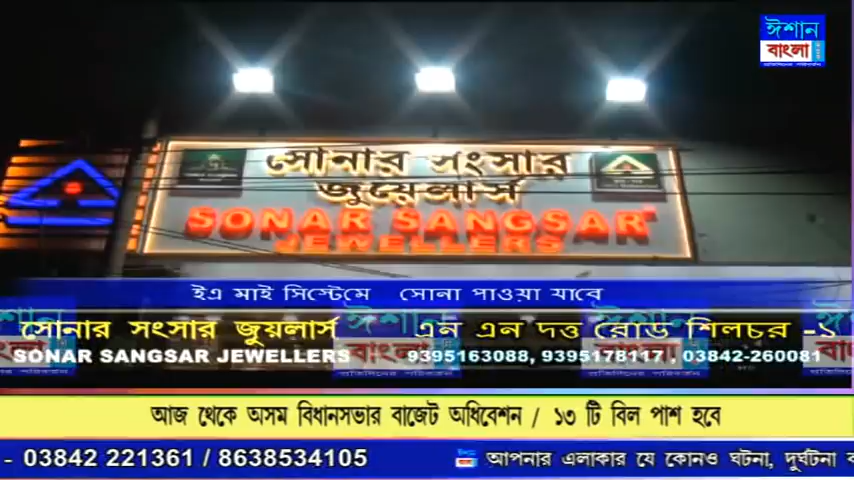 ঈশান
বাংলা
সোনার সংসার
জুয়েলার্স
SONAR SANGSAR
JEWELLERS
ইএ মাই সিস্টেমে সোনা পাওয়া যাবে
সোনার সংসার জুয়লার্স এন এন দত্ত রোড শিলচর -১
SONAR SANGSAR JEWELLERS 9395163088, 9395178117 , 03842-260081
আজ থেকে অসম বিধানসভার বাজেট অধিবেশন / ১৩ টি বিল পাশ হবে
- 03842 221361 / 8638534105 আপনার এলাকার যে কোনও ঘটনা, দুর্ঘটনা